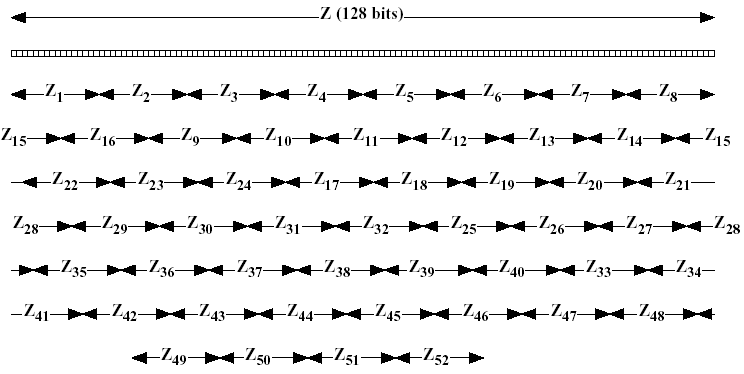 Z (128 bits)
Z1 Z2 Z3 Z4 Z5 Z6 Z7 Z8
Z15 Z16 Z9 Z10 Z11 Z12 Z13 Z14 Z15
Z22 Z23 Z24 Z17 Z18 Z19 Z20 Z21
Z28 Z29 Z30 Z31 Z32 Z25 Z26 Z27 Z28
Z35 Z36 Z37 Z38 Z39 Z40 Z33 Z34
Z41 Z42 Z43 Z44 Z45 Z46 Z47 Z48
Z49 Z50 Z51 Z52